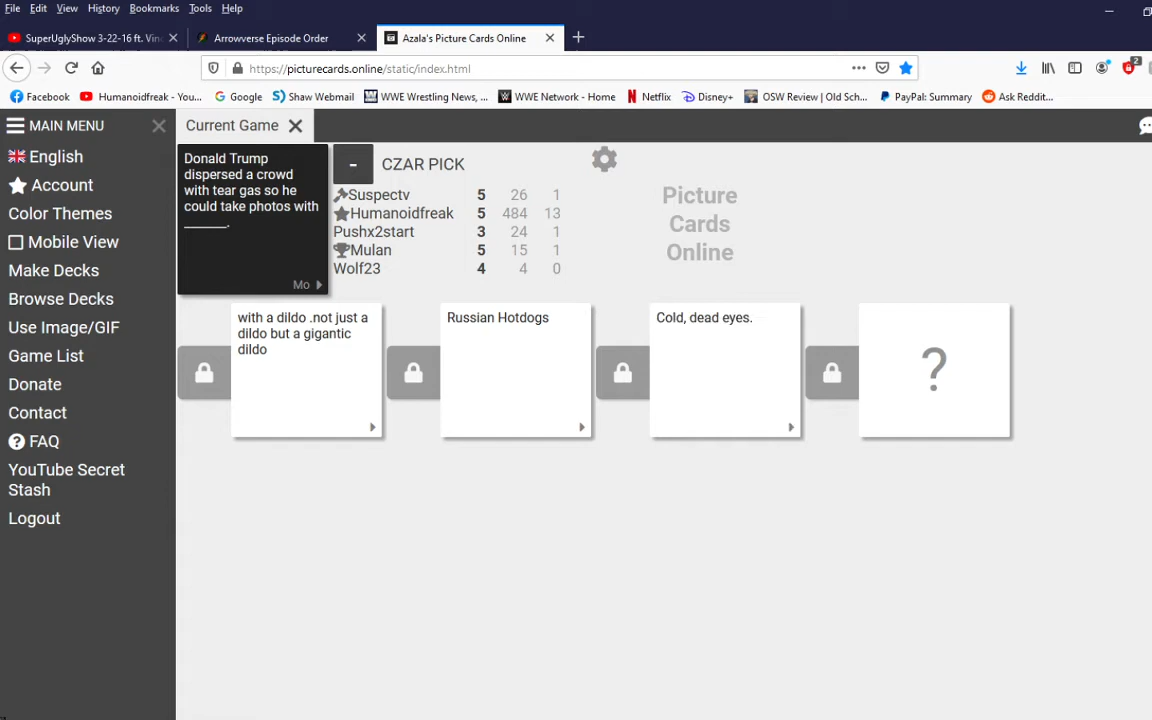 File Edit View History Bookmarks Tools Help
SuperUglyShow 3-22-16 ft. Vinc
Arrowverse Episode Order
Azala's Picture Cards Online
https://picturecards.online/static/index.html
2
Facebook
Humanoidfreak - You...
Google
Shaw Webmail
WWE Wrestling News, ...
WWE Network - Home
Netflix
Disney+
OSW Review | Old Sch...
PayPal: Summary
Ask Reddit...
MAIN MENU
English
Account
Color Themes
Mobile View
Make Decks
Browse Decks
Use Image/GIF
Game List
Donate
Contact
FAQ
YouTube Secret
Stash
Logout
Current Game
Donald Trump
dispersed a crowd
with tear gas so he
could take photos with
______.
Mo
- CZAR PICK
Suspectv 5 26 1
Humanoidfreak 5 484 13
Pushx2start 3 24 1
Mulan 5 15 1
Wolf23 4 4 0
Picture
Cards
Online
with a dildo .not just a
dildo but a gigantic
dildo
Russian Hotdogs
Cold, dead eyes.
?